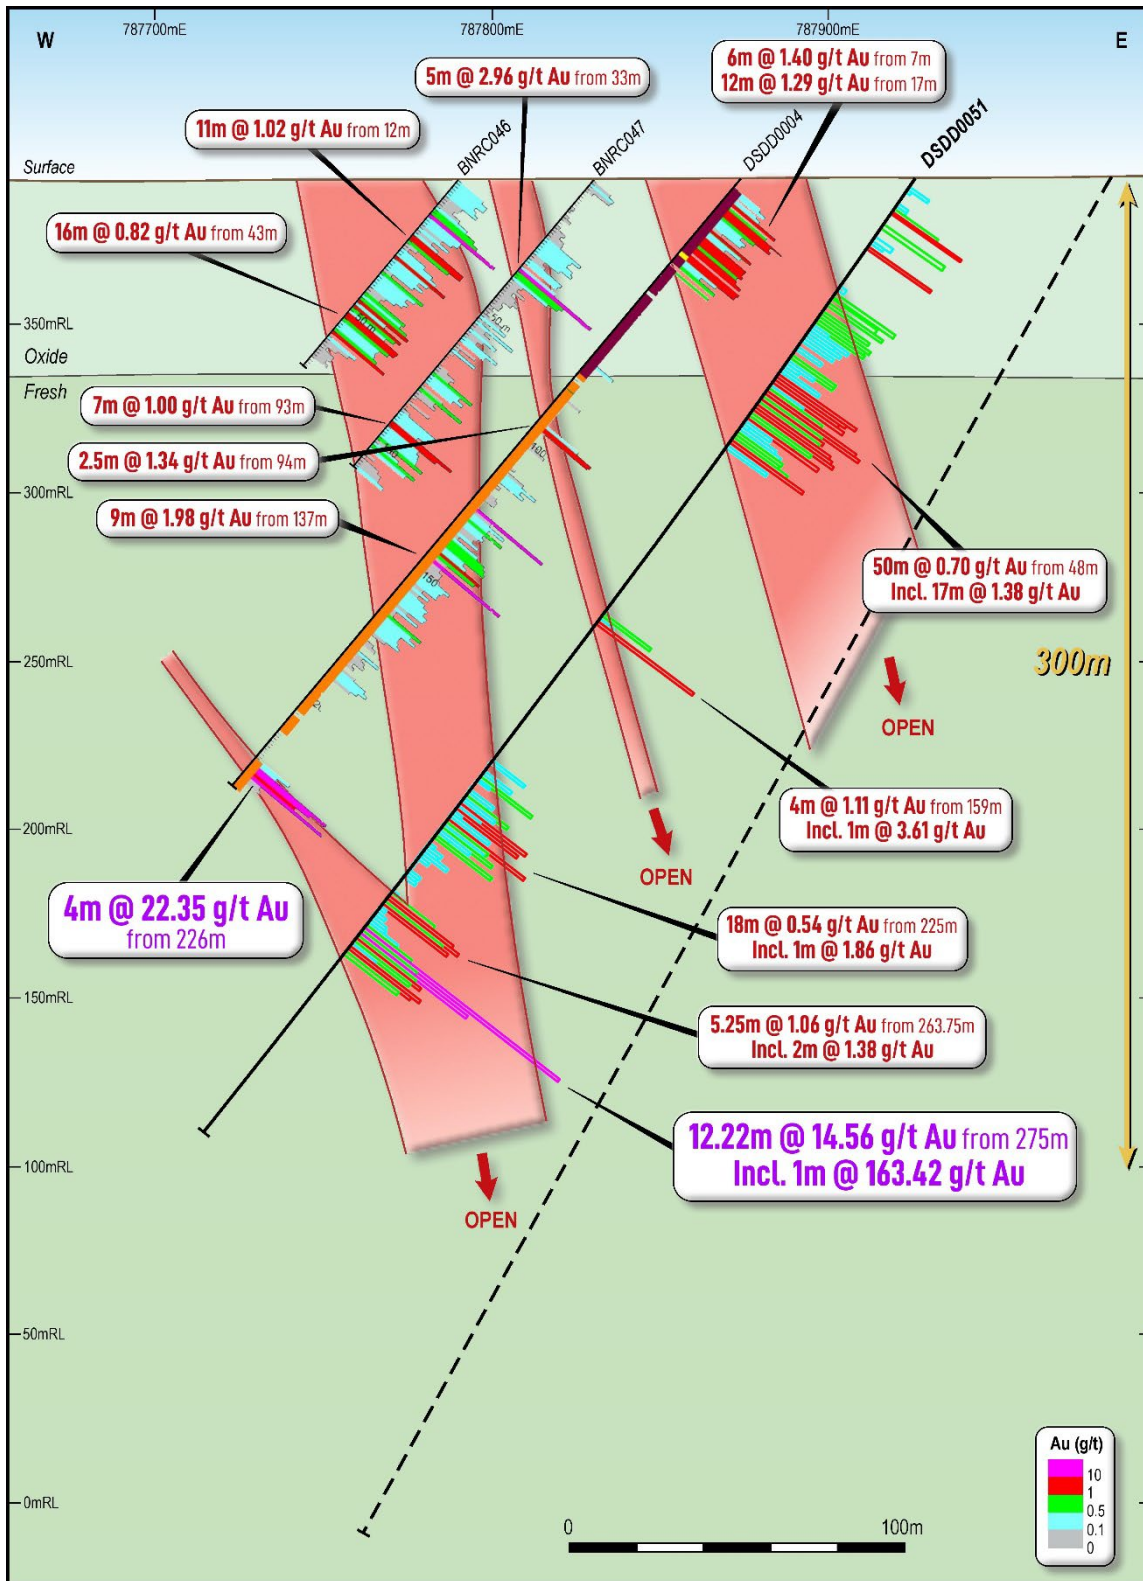 787700mE
787800mE
787900mE
W
E
6m @ 1.40 g/t Au from 7m
12m @ 1.29 g/t Au from 17m
5m @ 2.96 g/t Au from 33m
11m @ 1.02 g/t Au from 12m
BNRC046
BNRC047
DSDD0004
DSDD0051
Surface
16m @ 0.82 g/t Au from 43m
50 m
50 m
350mRL
Oxide
Fresh
7m @ 1.00 g/t Au from 93m
2.5m @ 1.34 g/t Au from 94m
100
300mRL
9m @ 1.98 g/t Au from 137m
150
50m @ 0.70 g/t Au from 48m
Incl. 17m @ 1.38 g/t Au
250mRL
300m
OPEN
4m @ 1.11 g/t Au from 159m
Incl. 1m @ 3.61 g/t Au
200mRL
OPEN
4m @ 22.35 g/t Au
from 226m
18m @ 0.54 g/t Au from 225m
Incl. 1m @ 1.86 g/t Au
150mRL
5.25m @ 1.06 g/t Au from 263.75m
Incl. 2m @ 1.38 g/t Au
12.22m @ 14.56 g/t Au from 275m
Incl. 1m @ 163.42 g/t Au
100mRL
OPEN
50mRL
Au (g/t)
10
1
0.5
0.1
0
0mRL
0
100m